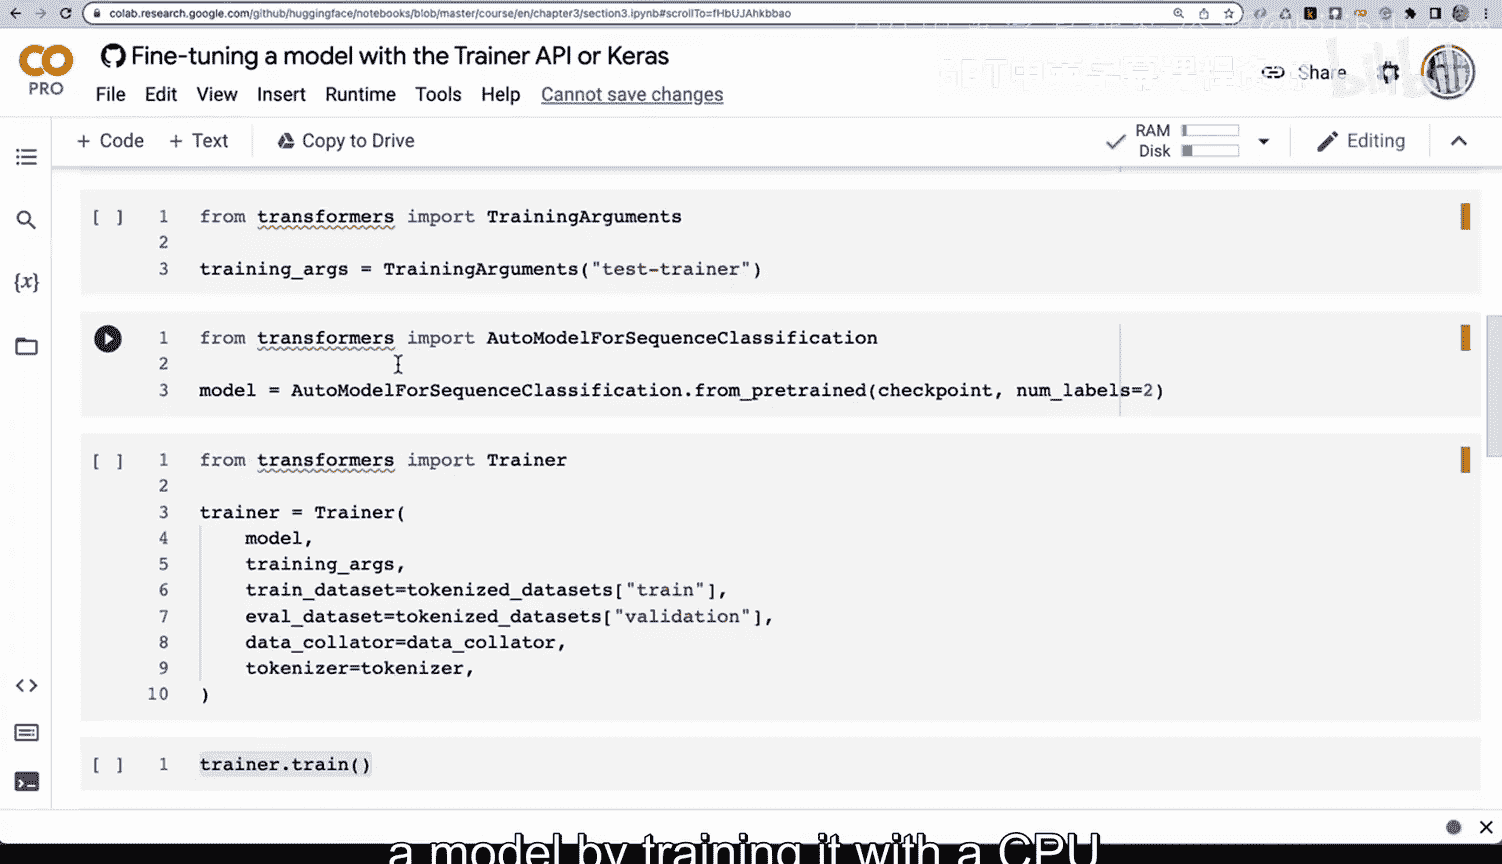 colab.research.google.com/github/huggingface/notebooks/blob/master/course/en/chapter3/section3.ipynb#scrollTo=fHbUJAhkbbao
CO
PRO
Fine-tuning a model with the Trainer API or Keras
Share
File Edit View Insert Runtime Tools Help Cannot save changes
+ Code + Text Copy to Drive
RAM
Disk
Editing
[ ] 1 from transformers import TrainingArguments
2
3 training_args = TrainingArguments("test-trainer")
{x}
1 from transformers import AutoModelForSequenceClassification
2
3 model = AutoModelForSequenceClassification.from_pretrained(checkpoint, num_labels=2)
[ ] 1 from transformers import Trainer
2
3 trainer = Trainer(
4 model,
5 training_args,
6 train_dataset=tokenized_datasets["train"],
7 eval_dataset=tokenized_datasets["validation"],
8 data_collator=data_collator,
9 tokenizer=tokenizer,
10 )
[ ] 1 trainer.train()
a model by training it with a CPU